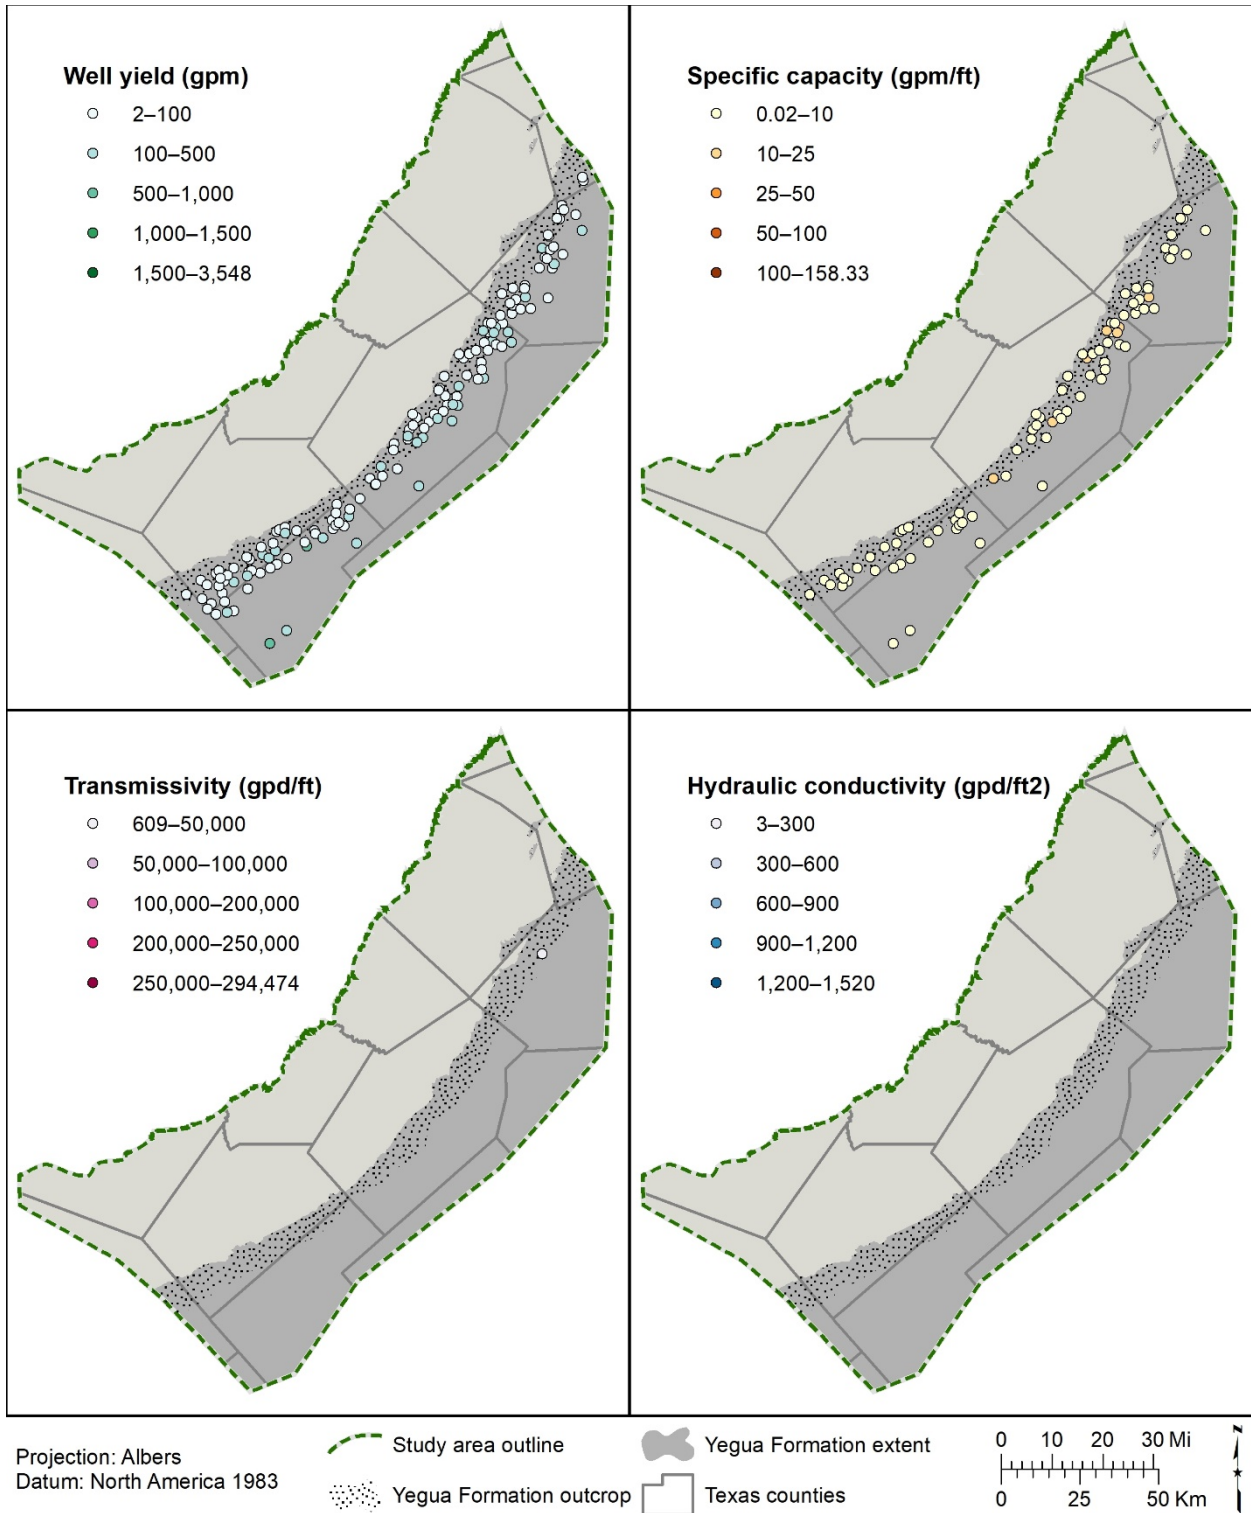 Well yield (gpm)
2–100
100–500
500–1,000
1,000–1,500
1,500–3,548
Specific capacity (gpm/ft)
0.02–10
10–25
25–50
50–100
100–158.33
Transmissivity (gpd/ft)
609–50,000
50,000–100,000
100,000–200,000
200,000–250,000
250,000–294,474
Hydraulic conductivity (gpd/ft2)
3–300
300–600
600–900
900–1,200
1,200–1,520
Projection: Albers
Datum: North America 1983
Study area outline
Yegua Formation outcrop
Yegua Formation extent
Texas counties
0 10 20 30 Mi
0 25 50 Km
N